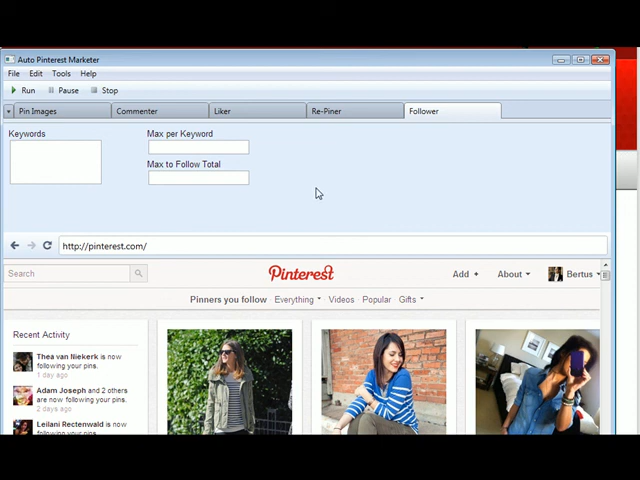 Auto Pinterest Marketer
File Edit Tools Help
Run Pause Stop
Pin Images Commenter Liker Re-Piner Follower
Keywords Max per Keyword
Max to Follow Total
http://pinterest.com/
Search Pinterest Add + About Bertus
Pinners you follow · Everything · Videos · Popular · Gifts
Recent Activity
Thea van Niekerk is now
following your pins.
1 day ago
Adam Joseph and 2 others
are now following your pins.
2 days ago
Leilani Rectenwald is now
following your pins.